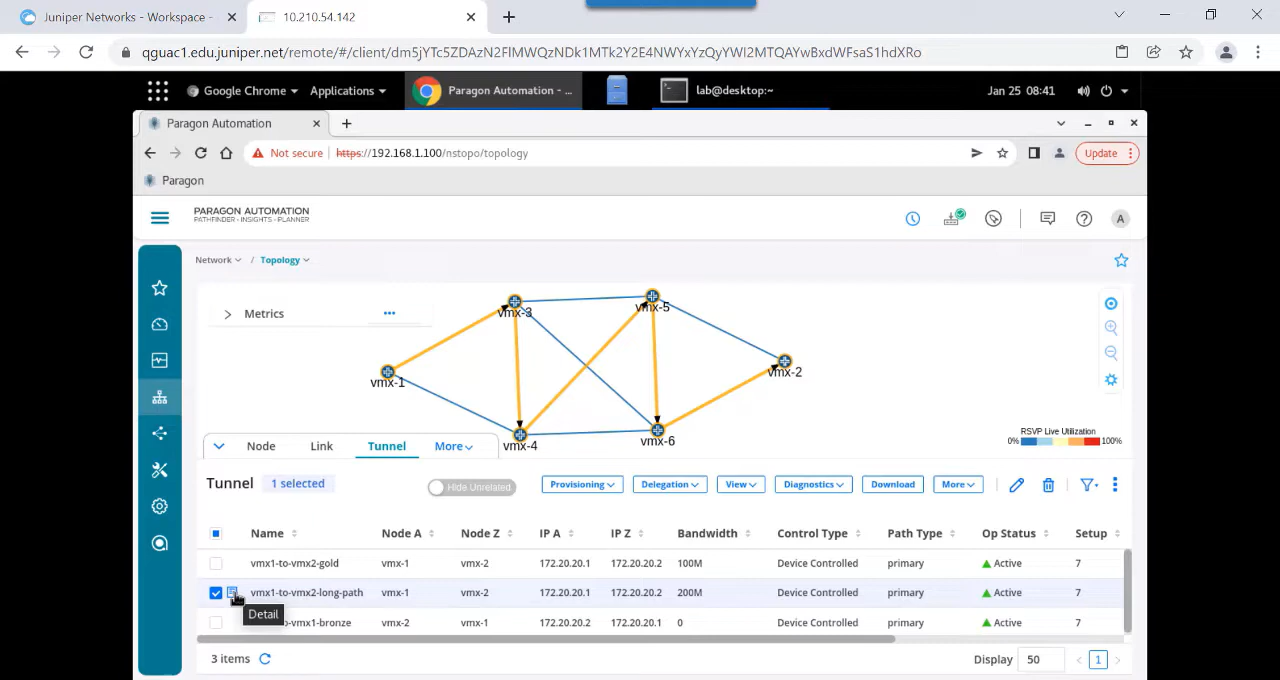 Juniper Networks - Workspace -
10.210.54.142
qguac1.edu.juniper.net/remote/#/client/dm5jYTc5ZDAzN2FlMWQzNDk1MTk2Y2E4NWYxYzQyYWI2MTQAYwBxdWFsaS1hdXRo
Google Chrome
Applications
Paragon Automation - ...
lab@desktop:~
Jan 25 08:41
Paragon Automation
Not secure
https://192.168.1.100/nstopo/topology
Update
Paragon
PARAGON AUTOMATION
PATHFINDER · INSIGHTS · PLANNER
A
Network / Topology
Metrics
vmx-3
vmx-5
vmx-1
vmx-2
vmx-4
vmx-6
RSVP Live Utilization
0% 100%
Node Link Tunnel More
Tunnel 1 selected
Hide Unrelated
Provisioning Delegation View Diagnostics Download More
Name Node A Node Z IP A IP Z Bandwidth Control Type Path Type Op Status Setup
vmx1-to-vmx2-gold vmx-1 vmx-2 172.20.20.1 172.20.20.2 100M Device Controlled primary Active 7
vmx1-to-vmx2-long-path vmx-1 vmx-2 172.20.20.1 172.20.20.2 200M Device Controlled primary Active 7
Detail
o-vmx1-bronze vmx-2 vmx-1 172.20.20.2 172.20.20.1 0 Device Controlled primary Active 7
3 items
Display 50 1